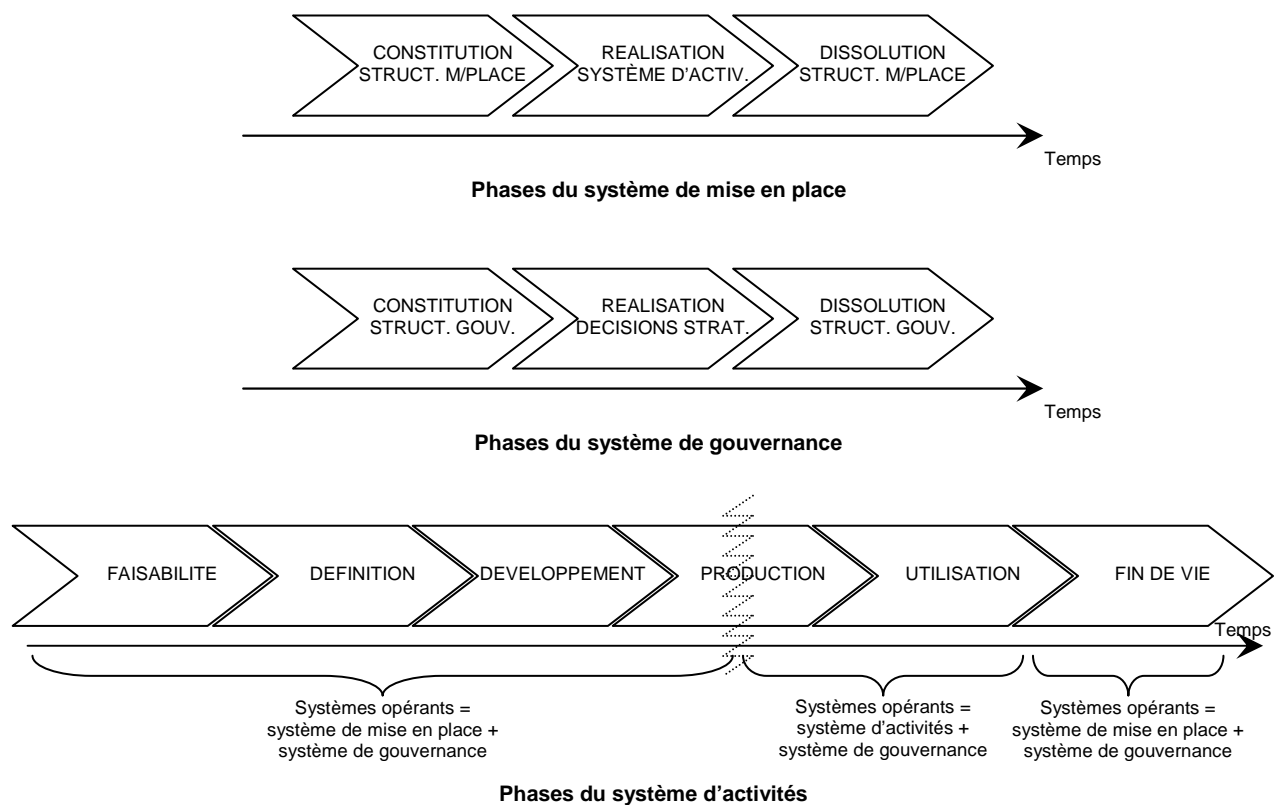 CONSTITUTION
STRUCT. M/PLACE
REALISATION
SYSTÈME D'ACTIV.
DISSOLUTION
STRUCT. M/PLACE
Temps
Phases du système de mise en place
CONSTITUTION
STRUCT. GOUV.
REALISATION
DECISIONS STRAT.
DISSOLUTION
STRUCT. GOUV.
Temps
Phases du système de gouvernance
FAISABILITE
DEFINITION
DEVELOPPEMENT
PRODUCTION
UTILISATION
FIN DE VIE
Temps
Systèmes opérants =
système de mise en place +
système de gouvernance
Systèmes opérants =
système d'activités +
système de gouvernance
Systèmes opérants =
système de mise en place +
système de gouvernance
Phases du système d'activités